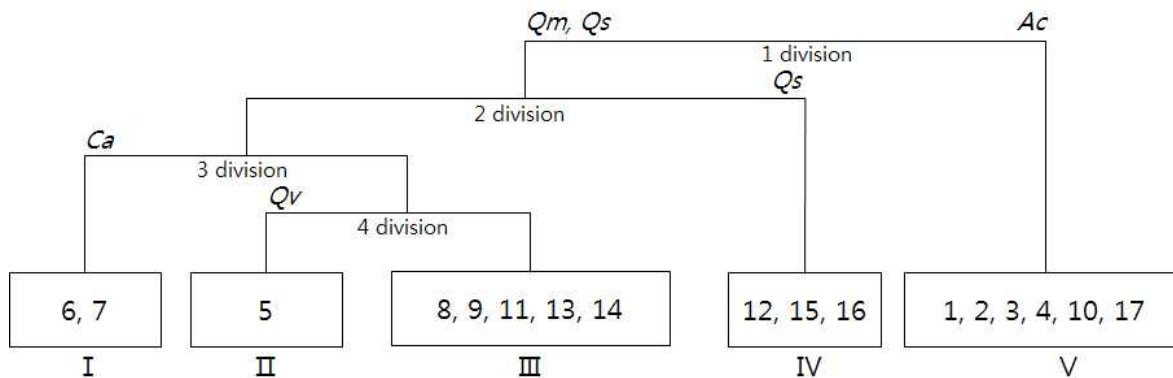 Qm, Qs Ac
1 division
Qs
2 division
Ca
3 division
Qv
4 division
6, 7 5 8, 9, 11, 13, 14 12, 15, 16 1, 2, 3, 4, 10, 17
Ⅰ Ⅱ Ⅲ Ⅳ Ⅴ